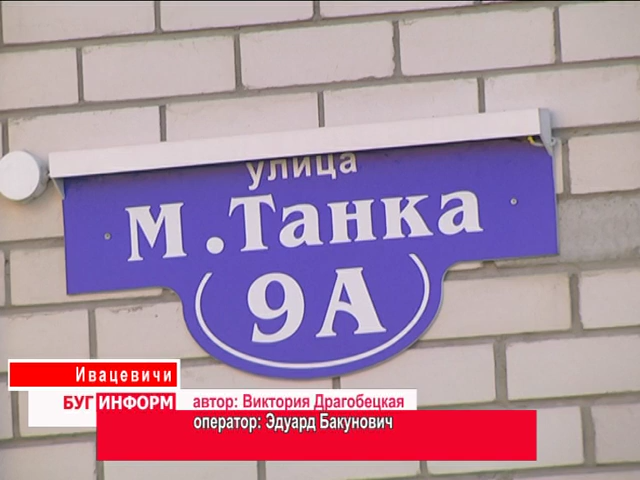 улица
М.Танка
9А
Ивацевичи
БУГ ИНФОРМ
автор: Виктория Драгобецкая
оператор: Эдуард Бакунович